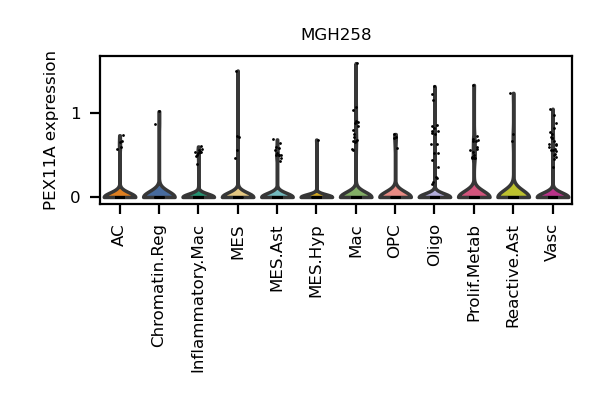 MGH258
PEX11A expression
1
0
AC
Chromatin.Reg
Inflammatory.Mac
MES
MES.Ast
MES.Hyp
Mac
OPC
Oligo
Prolif.Metab
Reactive.Ast
Vasc